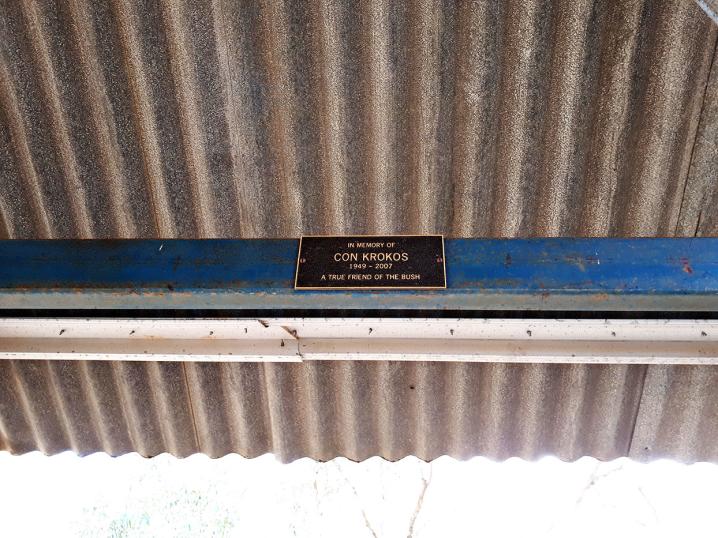 IN MEMORY OF
CON KROKOS
1949 - 2007
A TRUE FRIEND OF THE BUSH